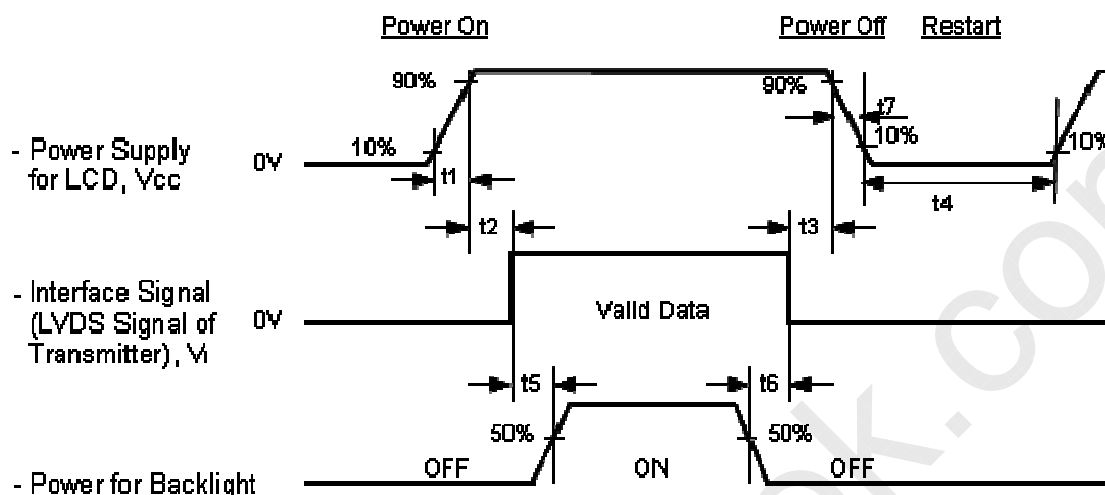 Power On Power Off Restart
90% 90% t7
10% 10% 10%
- Power Supply
for LCD, Vcc 0V
t1 t4
t2 t3
- Interface Signal
(LVDS Signal of
Transmitter), Vi 0V Valid Data
t5 t6
50% 50%
OFF ON OFF
- Power for Backlight
ok.com